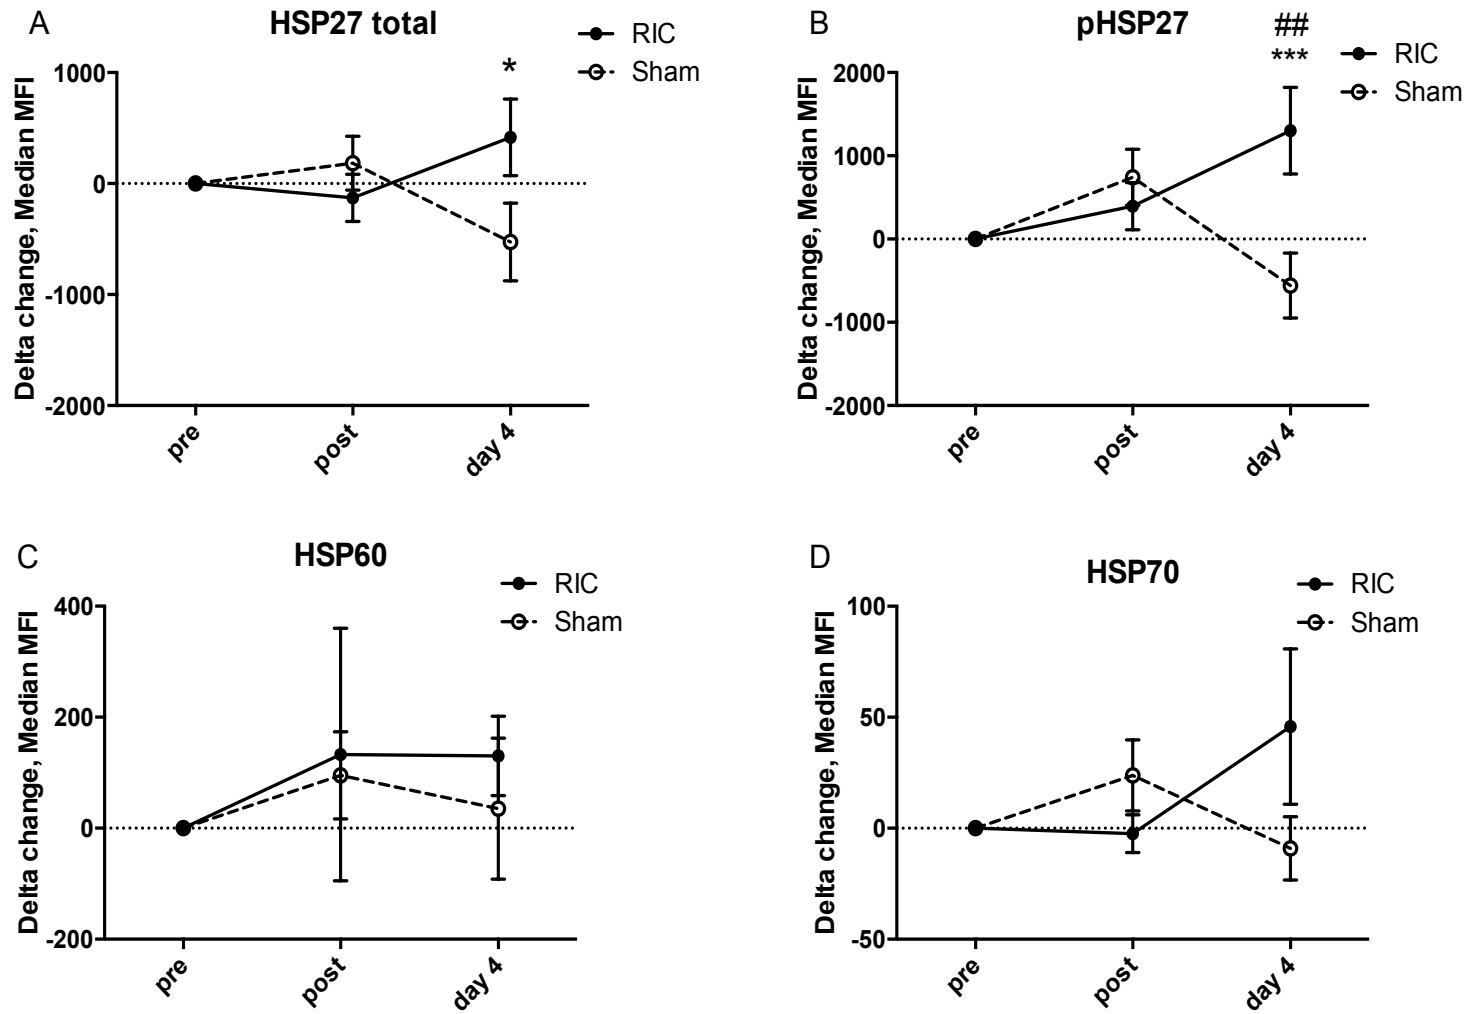 A
HSP27 total
RIC
Sham
*
Delta change, Median MFI
1000
0
-1000
-2000
pre
post
day 4
B
pHSP27
##
***
RIC
Sham
Delta change, Median MFI
2000
1000
0
-1000
-2000
pre
post
day 4
C
HSP60
RIC
Sham
Delta change, Median MFI
400
200
0
-200
pre
post
day 4
D
HSP70
RIC
Sham
Delta change, Median MFI
100
50
0
-50
pre
post
day 4